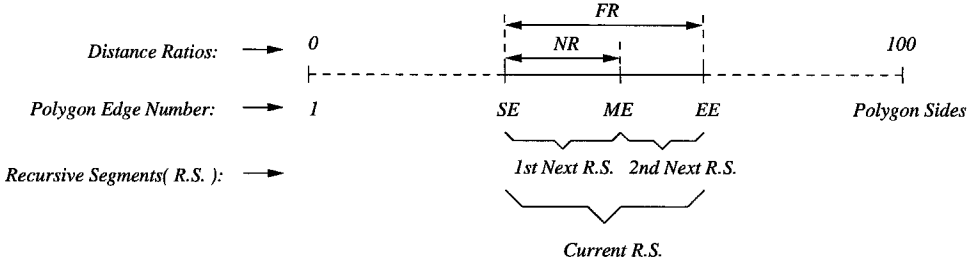 FR
Distance Ratios: 0 NR 100
Polygon Edge Number: 1 SE ME EE Polygon Sides
1st Next R.S. 2nd Next R.S.
Recursive Segments( R.S. ):
Current R.S.